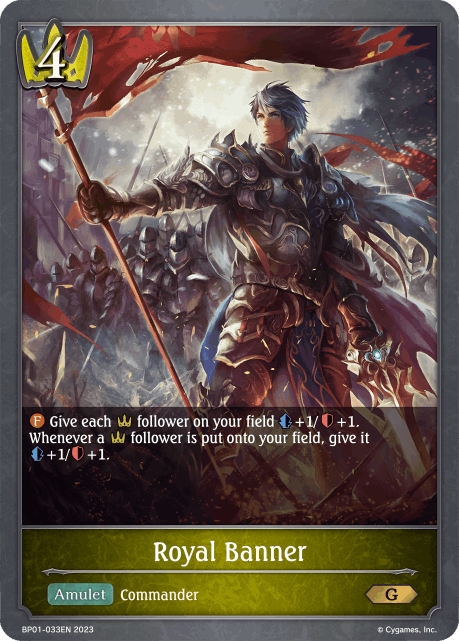 4
F Give each follower on your field +1/ +1.
Whenever a follower is put onto your field, give it
+1/ +1.
Royal Banner
Amulet Commander G
BP01-033EN 2023 © Cygames, Inc.